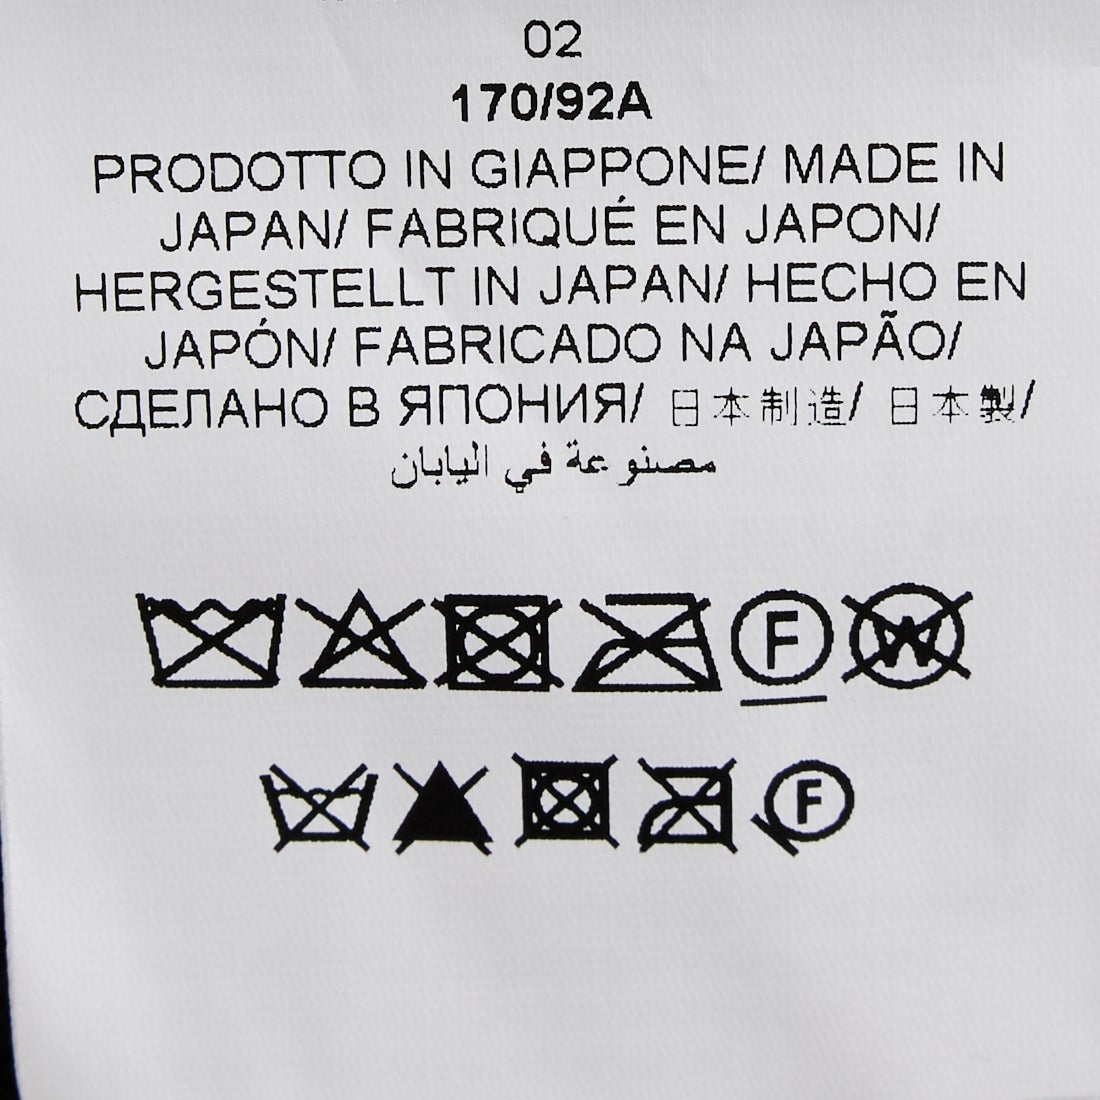 02
170/92A
PRODOTTO IN GIAPPONE/ MADE IN
JAPAN/ FABRIQUÉ EN JAPON/
HERGESTELLT IN JAPAN/ HECHO EN
JAPÓN/ FABRICADO NA JAPÃO/
СДЕЛАНО В ЯПОНИЯ/ 日本制造/ 日本製/
مصنوعة في اليابان
F W
F